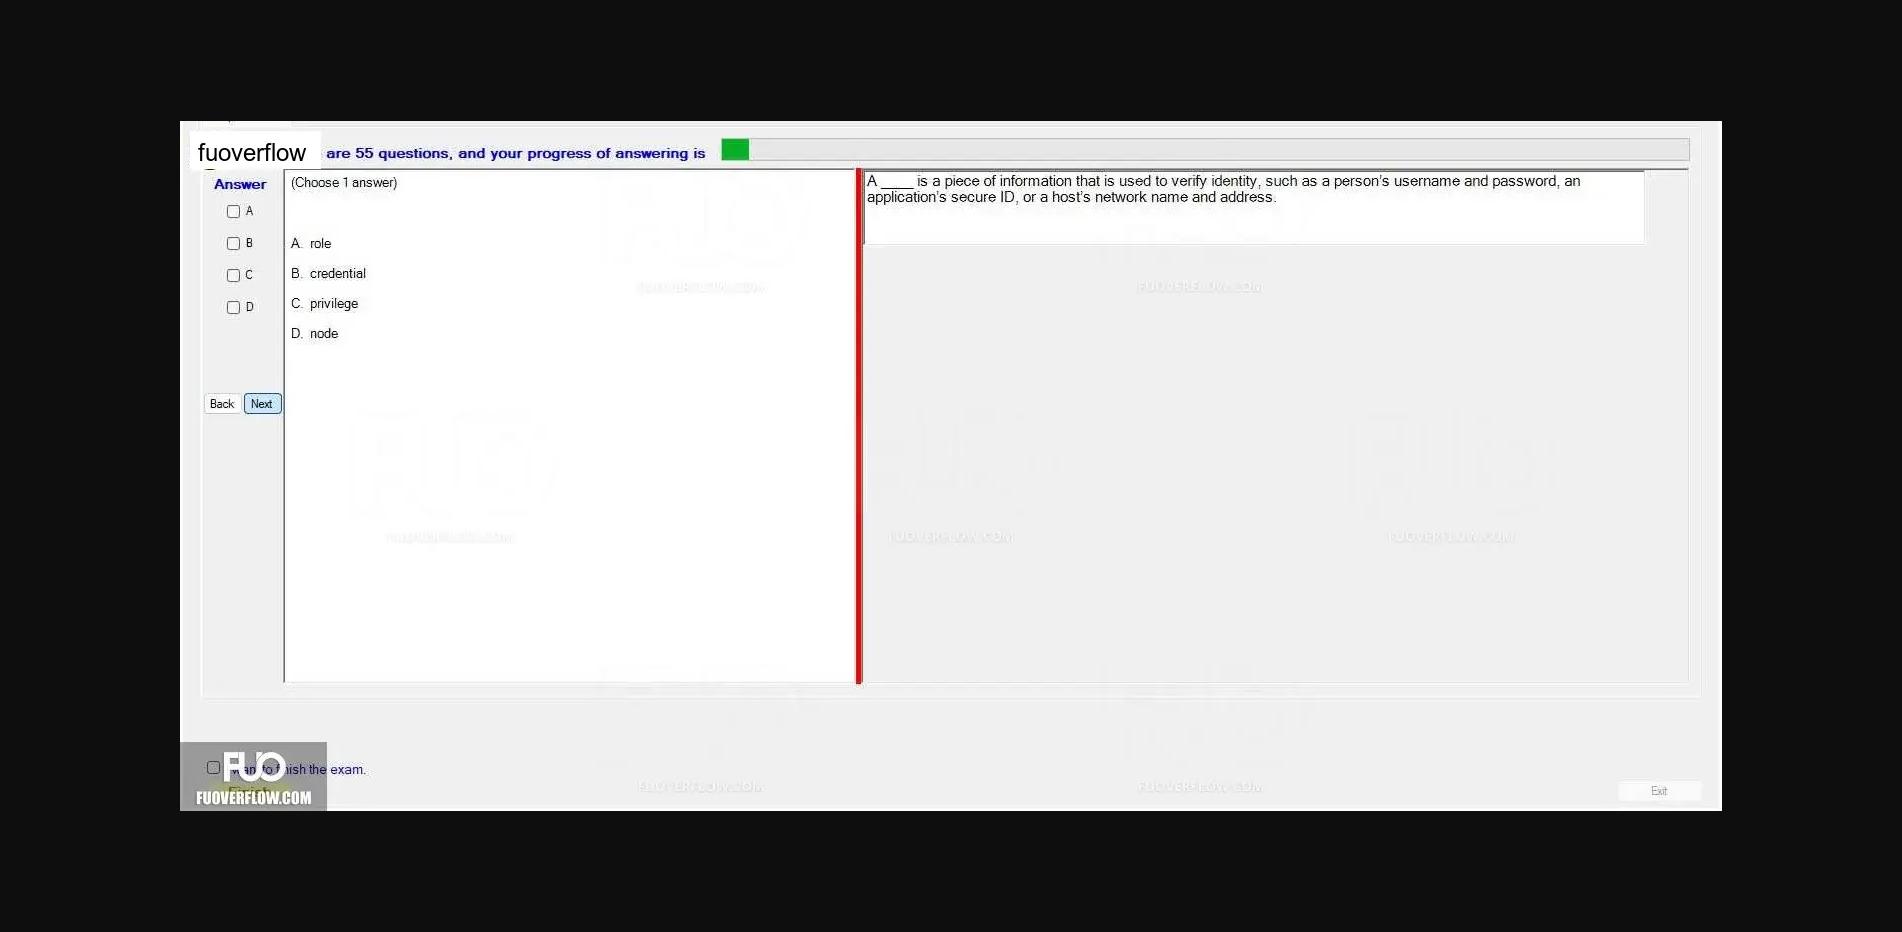 fuoverflow are 55 questions, and your progress of answering is
Answer
(Choose 1 answer)
A
B
C
D
A. role
B. credential
C. privilege
D. node
Back Next
A ____ is a piece of information that is used to verify identity, such as a person's username and password, an
application's secure ID, or a host's network name and address.
FUOVERFLOW.COM FUOVERFLOW.COM
FUOVERFLOW.COM FUOVERFLOW.COM FUOVERFLOW.COM
FUOVERFLOW.COM FUOVERFLOW.COM
FUO
want to finish the exam.
Finish
FUOVERFLOW.COM
Exit